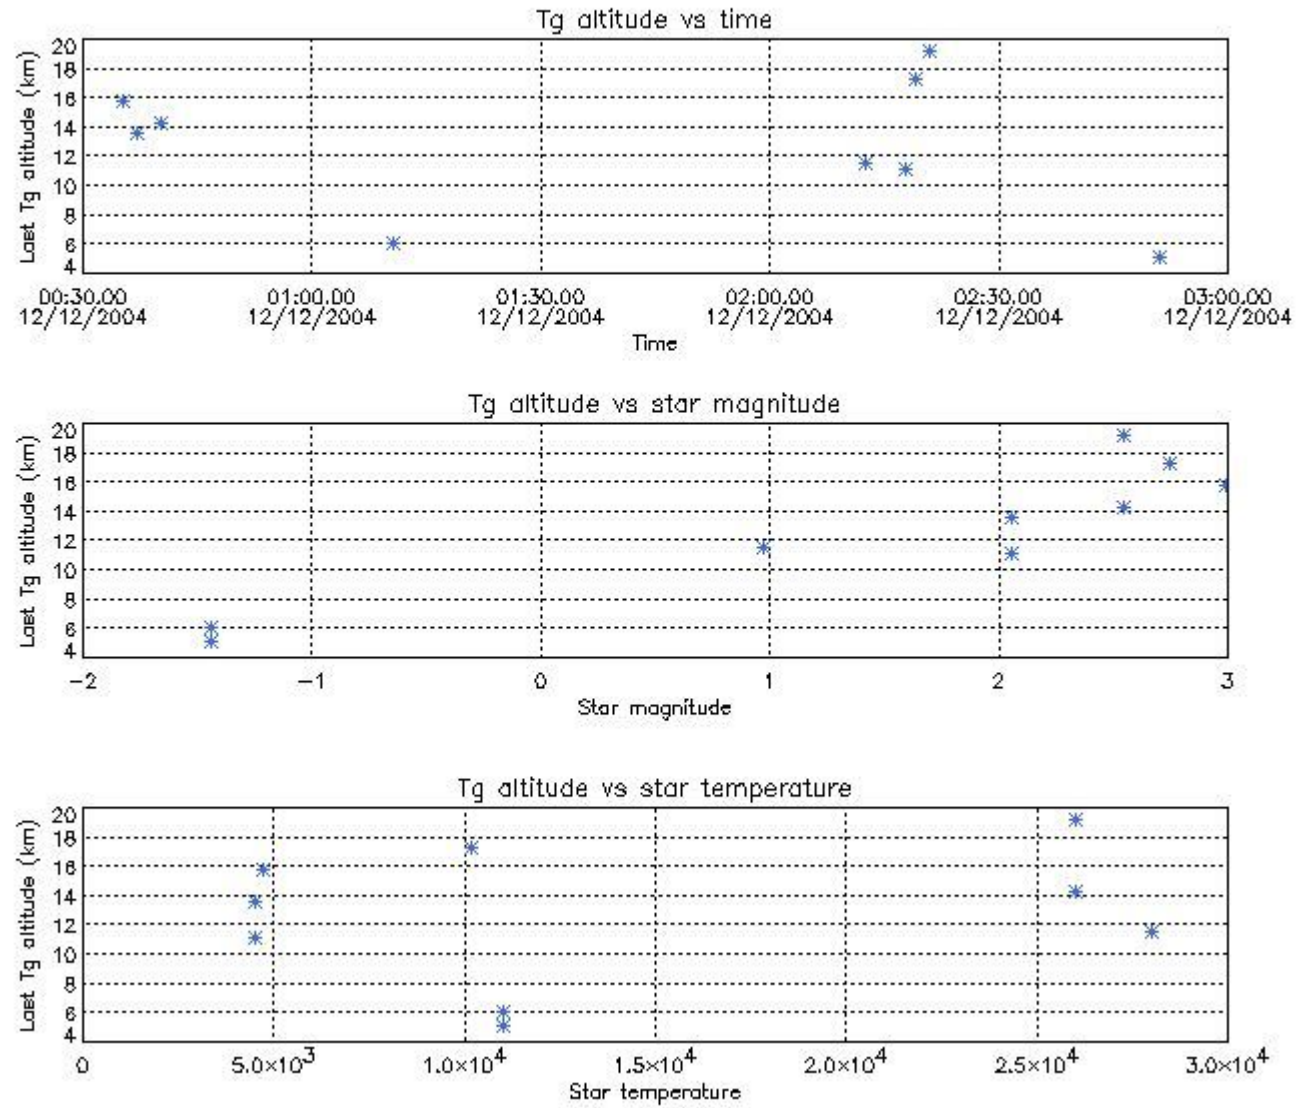 Tg altitude vs time
Last Tg altitude (km)
20
18
16
14
12
10
8
6
4
00:30.00 01:00.00 01:30.00 02:00.00 02:30.00 03:00.00
12/12/2004 12/12/2004 12/12/2004 12/12/2004 12/12/2004 12/12/2004
Time
Tg altitude vs star magnitude
Last Tg altitude (km)
20
18
16
14
12
10
8
6
4
-2 -1 0 1 2 3
Star magnitude
Tg altitude vs star temperature
Last Tg altitude (km)
20
18
16
14
12
10
8
6
4
0 5.0×10³ 1.0×10⁴ 1.5×10⁴ 2.0×10⁴ 2.5×10⁴ 3.0×10⁴
Star temperature